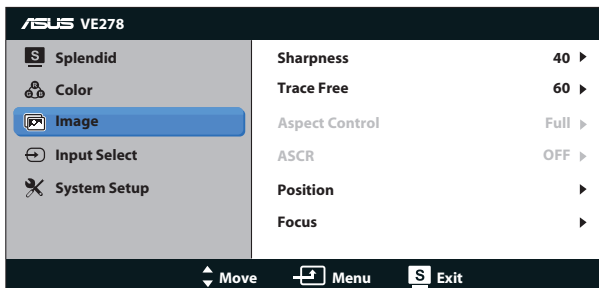 ASUS VE278
S Splendid
Color
Image
Input Select
System Setup
Sharpness 40
Trace Free 60
Aspect Control Full
ASCR OFF
Position
Focus
Move Menu S Exit